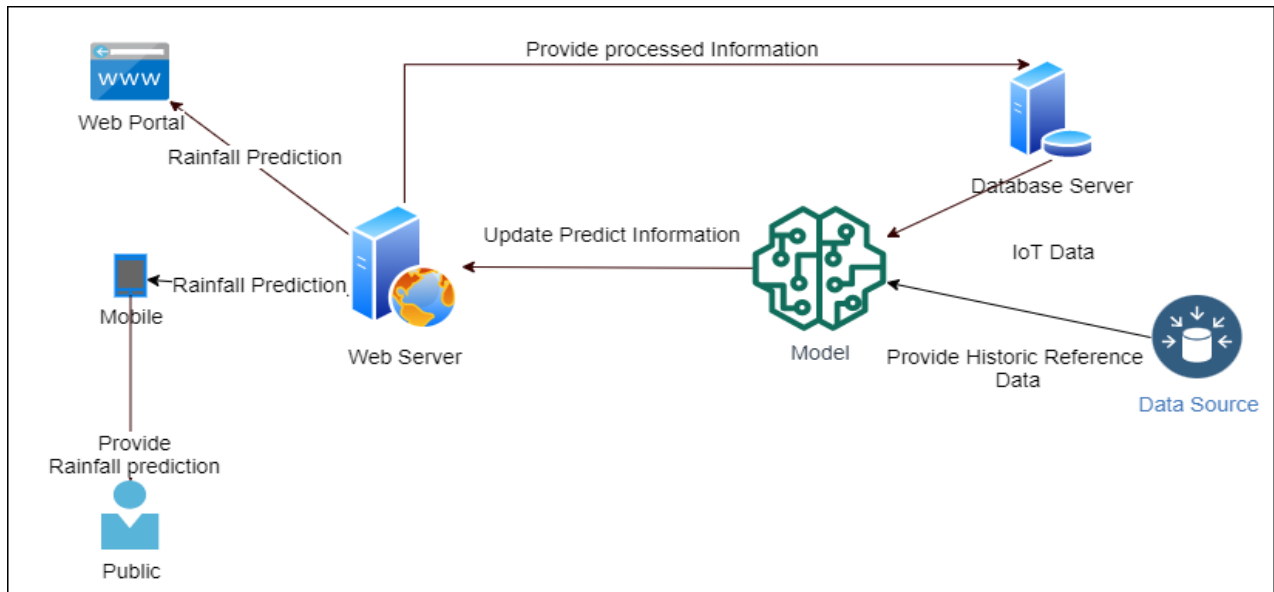 Provide processed Information
www
Web Portal
Rainfall Prediction
Database Server
Update Predict Information
IoT Data
Rainfall Prediction
Mobile
Web Server
Model
Provide Historic Reference
Data
Data Source
Provide
Rainfall prediction
Public